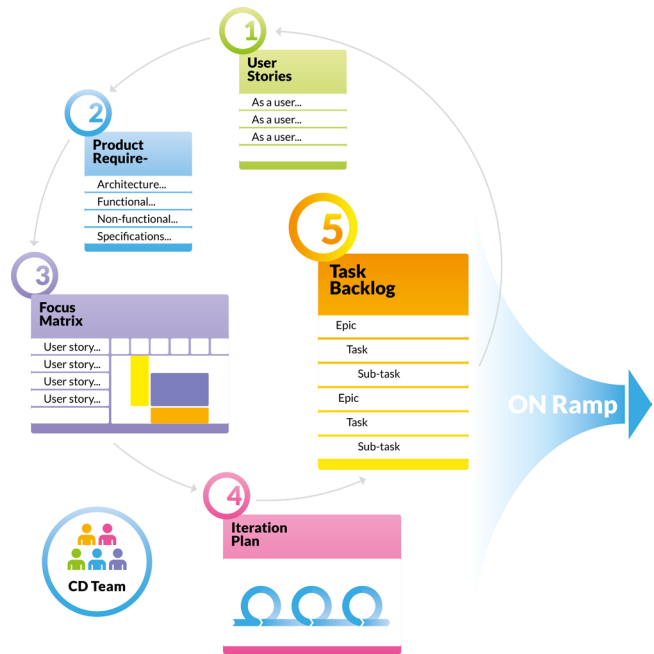 1
User
Stories
As a user...
As a user...
As a user...
2
Product
Require-
Architecture...
Functional...
Non-functional...
Specifications...
3
Focus
Matrix
User story...
User story...
User story...
User story...
4
Iteration
Plan
5
Task
Backlog
Epic
Task
Sub-task
Epic
Task
Sub-task
ON Ramp
CD Team